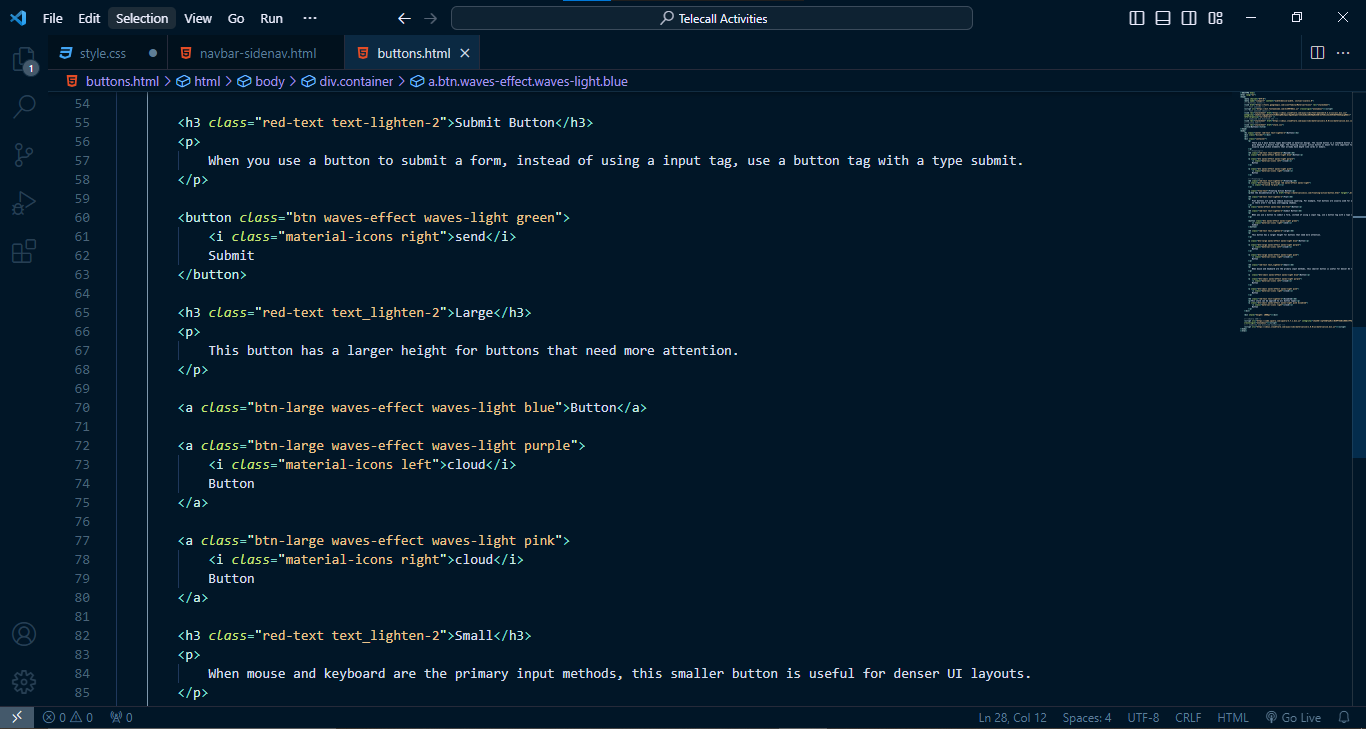 File Edit Selection View Go Run ··· Telecall Activities
style.css navbar-sidenav.html buttons.html
buttons.html > html > body > div.container > a.btn.waves-effect.waves-light.blue
1
54
55 <h3 class="red-text text-lighten-2">Submit Button</h3>
56 <p>
57 When you use a button to submit a form, instead of using a input tag, use a button tag with a type submit.
58 </p>
59
60 <button class="btn waves-effect waves-light green">
61 <i class="material-icons right">send</i>
62 Submit
63 </button>
64
65 <h3 class="red-text text_lighten-2">Large</h3>
66 <p>
67 This button has a larger height for buttons that need more attention.
68 </p>
69
70 <a class="btn-large waves-effect waves-light blue">Button</a>
71
72 <a class="btn-large waves-effect waves-light purple">
73 <i class="material-icons left">cloud</i>
74 Button
75 </a>
76
77 <a class="btn-large waves-effect waves-light pink">
78 <i class="material-icons right">cloud</i>
79 Button
80 </a>
81
82 <h3 class="red-text text_lighten-2">Small</h3>
83 <p>
84 When mouse and keyboard are the primary input methods, this smaller button is useful for denser UI layouts.
85 </p>
0 0 0 Ln 28, Col 12 Spaces: 4 UTF-8 CRLF HTML Go Live